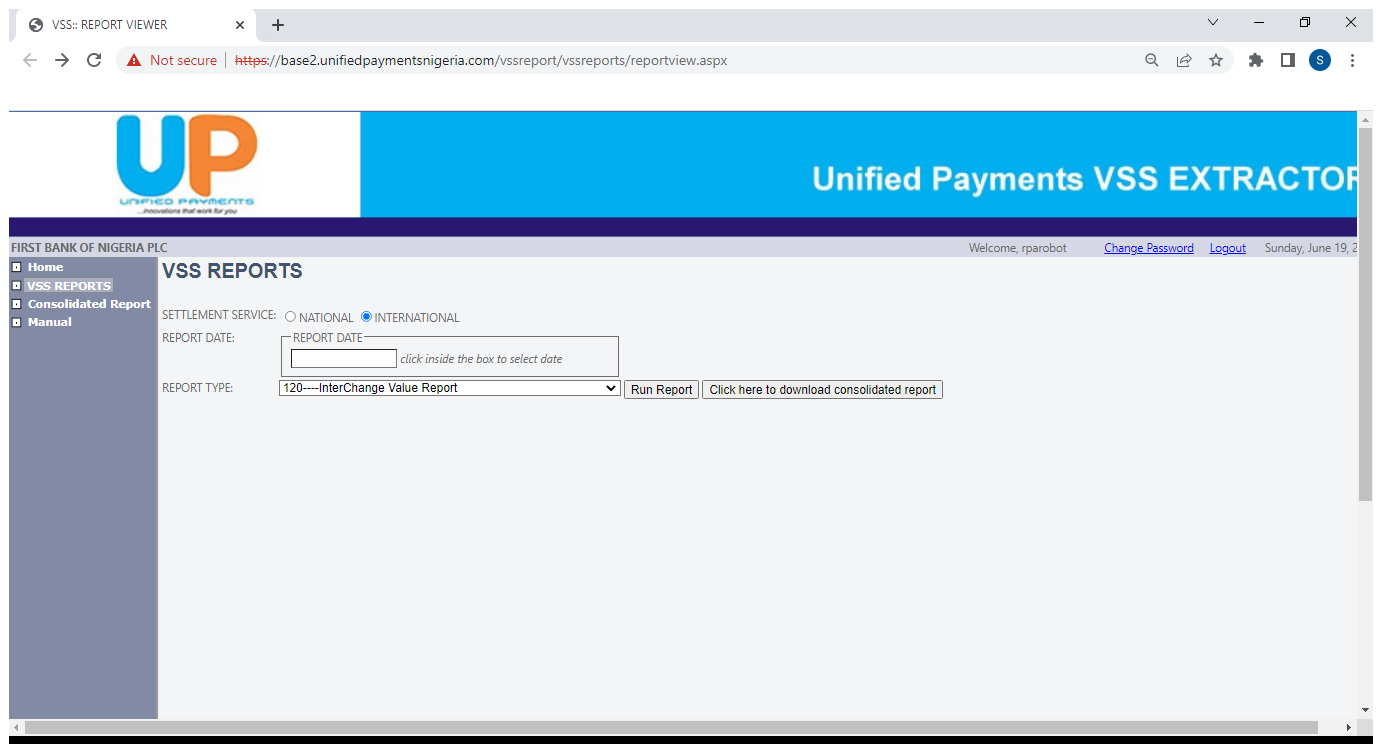 VSS:: REPORT VIEWER
Not secure https://base2.unifiedpaymentsnigeria.com/vssreport/vssreports/reportview.aspx
S
UP
UNIFIED PAYMENTS
...innovations that work for you
Unified Payments VSS EXTRACTOR
FIRST BANK OF NIGERIA PLC
Welcome, rparobot Change Password Logout Sunday, June 19, 2
Home
VSS REPORTS
Consolidated Report
Manual
VSS REPORTS
SETTLEMENT SERVICE: NATIONAL INTERNATIONAL
REPORT DATE: REPORT DATE
click inside the box to select date
REPORT TYPE: 120----InterChange Value Report Run Report Click here to download consolidated report